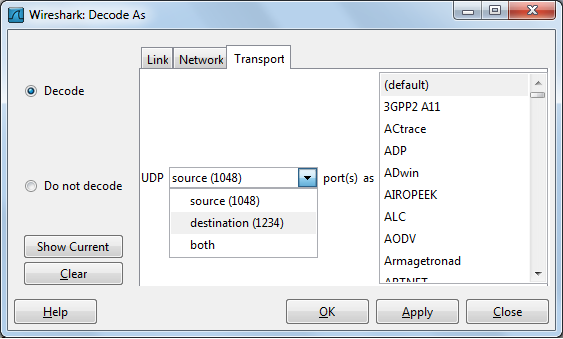 Wireshark: Decode As
Link
Network
Transport
Decode
Do not decode
Show Current
Clear
UDP
source (1048)
port(s) as
source (1048)
destination (1234)
both
(default)
3GPP2 A11
ACtrace
ADP
ADwin
AIROPEEK
ALC
AODV
Armagetronad
ARTNET
Help
OK
Apply
Close